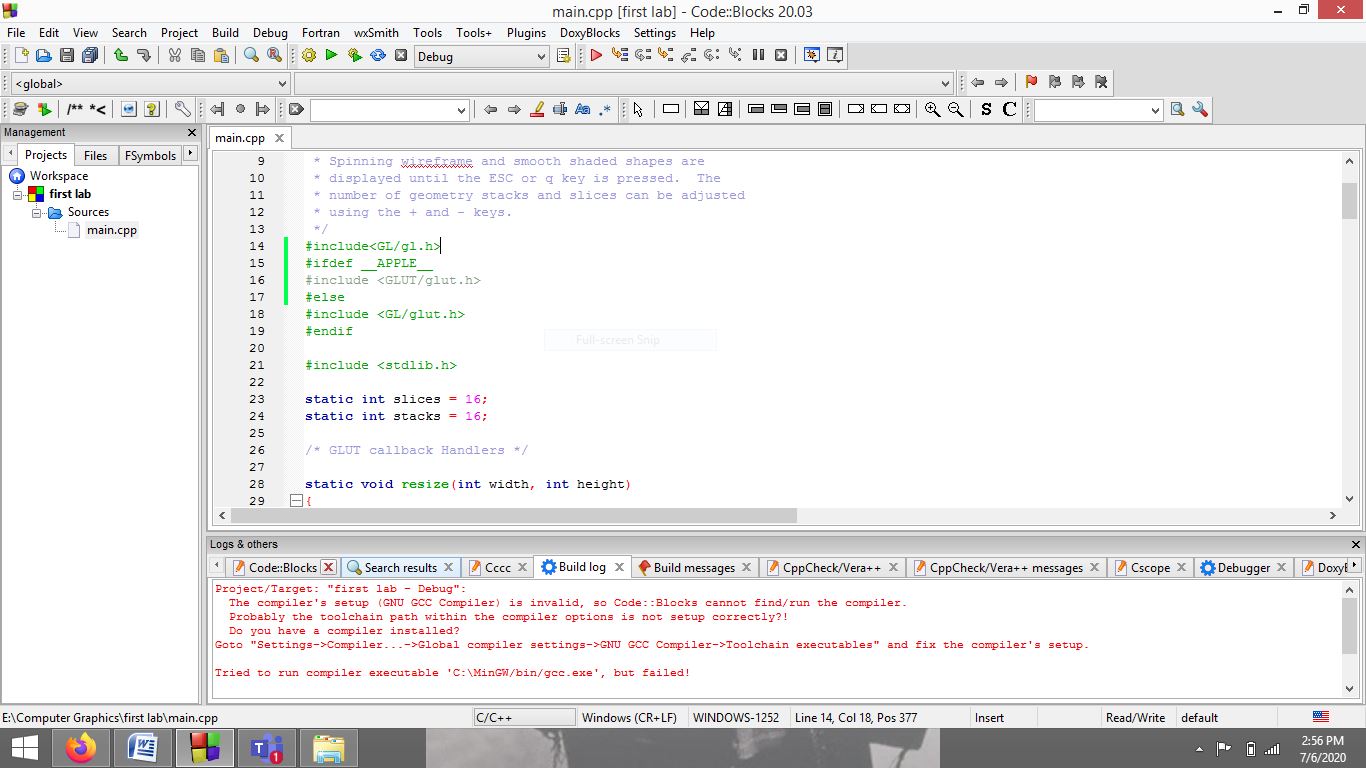 main.cpp [first lab] - Code::Blocks 20.03
File Edit View Search Project Build Debug Fortran wxSmith Tools Tools+ Plugins DoxyBlocks Settings Help
Debug
<global>
/** *< Aa .* S C
Management
main.cpp
Projects Files FSymbols
Workspace
first lab
Sources
main.cpp
9 * Spinning wireframe and smooth shaded shapes are
10 * displayed until the ESC or q key is pressed. The
11 * number of geometry stacks and slices can be adjusted
12 * using the + and - keys.
13 */
14 #include<GL/gl.h>
15 #ifdef __APPLE__
16 #include <GLUT/glut.h>
17 #else
18 #include <GL/glut.h>
19 #endif
Full-screen Snip
20
21 #include <stdlib.h>
22
23 static int slices = 16;
24 static int stacks = 16;
25
26 /* GLUT callback Handlers */
27
28 static void resize(int width, int height)
29 {
Logs & others
Code::Blocks Search results Cccc Build log Build messages CppCheck/Vera++ CppCheck/Vera++ messages Cscope Debugger DoxyB
Project/Target: "first lab - Debug":
The compiler's setup (GNU GCC Compiler) is invalid, so Code::Blocks cannot find/run the compiler.
Probably the toolchain path within the compiler options is not setup correctly?!
Do you have a compiler installed?
Goto "Settings->Compiler...->Global compiler settings->GNU GCC Compiler->Toolchain executables" and fix the compiler's setup.
Tried to run compiler executable 'C:\MinGW/bin/gcc.exe', but failed!
E:\Computer Graphics\first lab\main.cpp C/C++ Windows (CR+LF) WINDOWS-1252 Line 14, Col 18, Pos 377 Insert Read/Write default
1
2:56 PM
7/6/2020